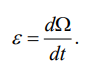 ε = dΩ/dt.